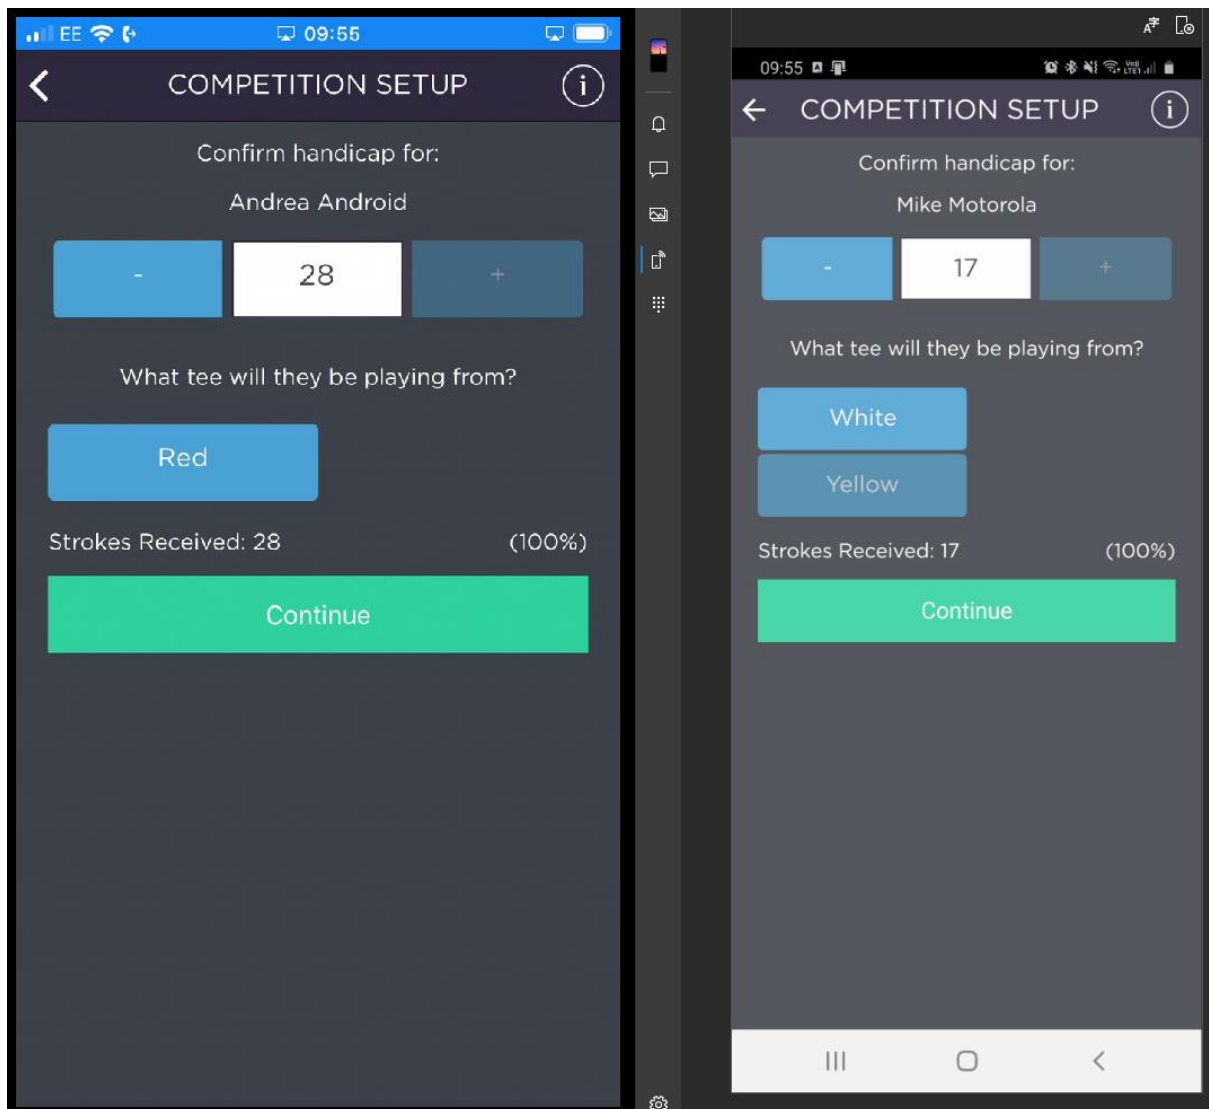 EE 09:55
COMPETITION SETUP i
Confirm handicap for:
Andrea Android
- 28 +
What tee will they be playing from?
Red
Strokes Received: 28 (100%)
Continue
09:55
COMPETITION SETUP i
Confirm handicap for:
Mike Motorola
- 17 +
What tee will they be playing from?
White
Yellow
Strokes Received: 17 (100%)
Continue